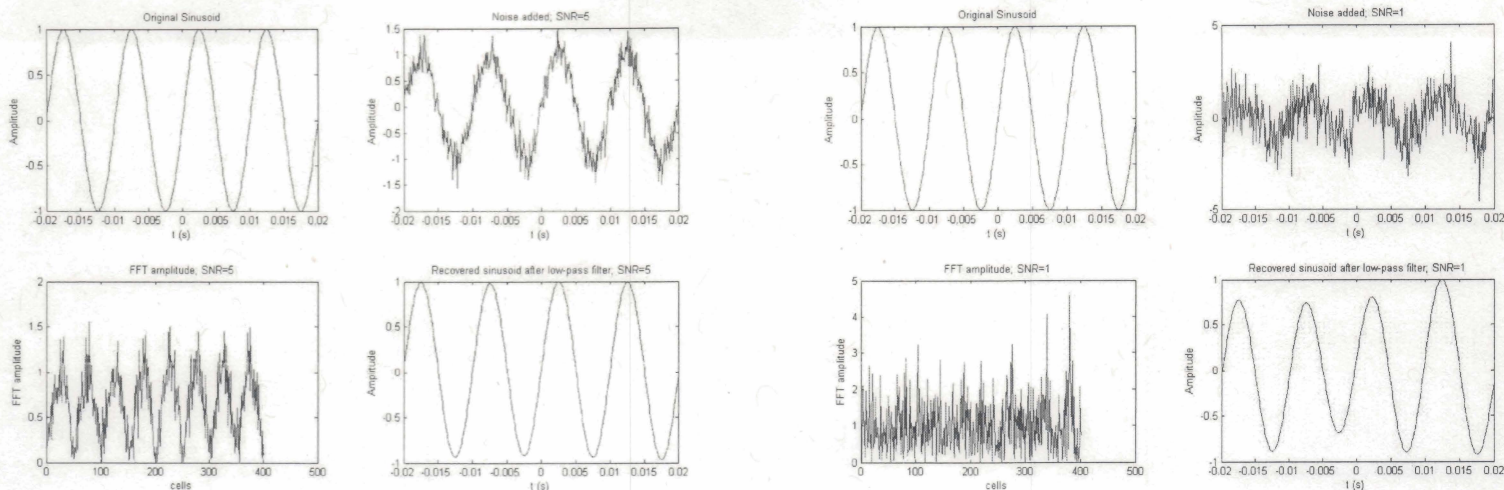 Original Sinusoid
1
0.5
0
-0.5
-1
Amplitude
-0.02 -0.015 -0.01 -0.005 0 0.005 0.01 0.015 0.02
t (s)
Noise added; SNR=5
1.5
1
0.5
0
-0.5
-1
1.5
-2
Amplitude
-0.02 -0.015 -0.01 -0.005 0 0.005 0.01 0.015 0.02
t (s)
FFT amplitude; SNR=5
2
1.5
1
0.5
0
FFT amplitude
0 100 200 300 400 500
cells
Recovered sinusoid after low-pass filter; SNR=5
1
0.5
0
-0.5
-1
Amplitude
-0.02 -0.015 -0.01 -0.005 0 0.005 0.01 0.015 0.02
t (s)
Original Sinusoid
1
0.5
0
-0.5
-1
Amplitude
-0.02 -0.015 -0.01 -0.005 0 0.005 0.01 0.015 0.02
t (s)
Noise added; SNR=1
5
0
-5
Amplitude
-0.02 -0.015 -0.01 -0.005 0 0.005 0.01 0.015 0.02
t (s)
FFT amplitude; SNR=1
5
4
3
2
1
0
FFT amplitude
0 100 200 300 400 500
cells
Recovered sinusoid after low-pass filter; SNR=1
1
0.5
0
-0.5
-1
Amplitude
-0.02 -0.015 -0.01 -0.005 0 0.005 0.01 0.015 0.02
t (s)